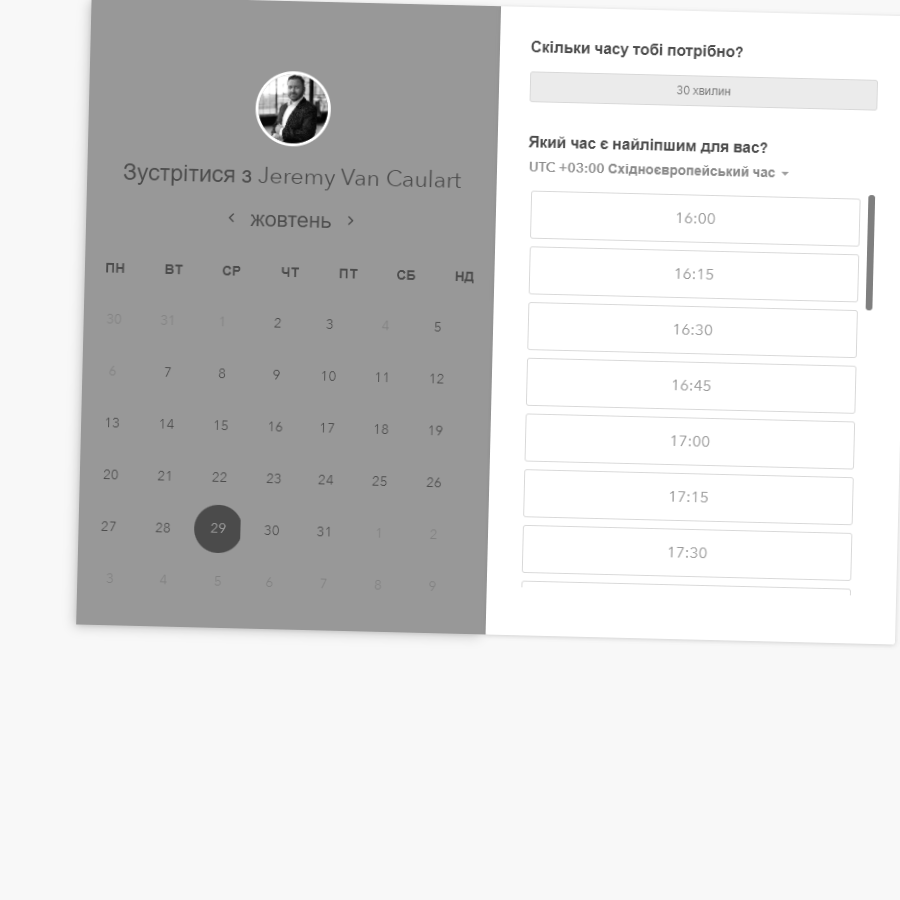 Зустрітися з Jeremy Van Caulart
‹ жовтень ›
ПН ВТ СР ЧТ ПТ СБ НД
30 31 1 2 3 4 5
6 7 8 9 10 11 12
13 14 15 16 17 18 19
20 21 22 23 24 25 26
27 28 29 30 31 1 2
3 4 5 6 7 8 9
Скільки часу тобі потрібно?
30 хвилин
Який час є найліпшим для вас?
UTC +03:00 Східноєвропейський час
16:00
16:15
16:30
16:45
17:00
17:15
17:30